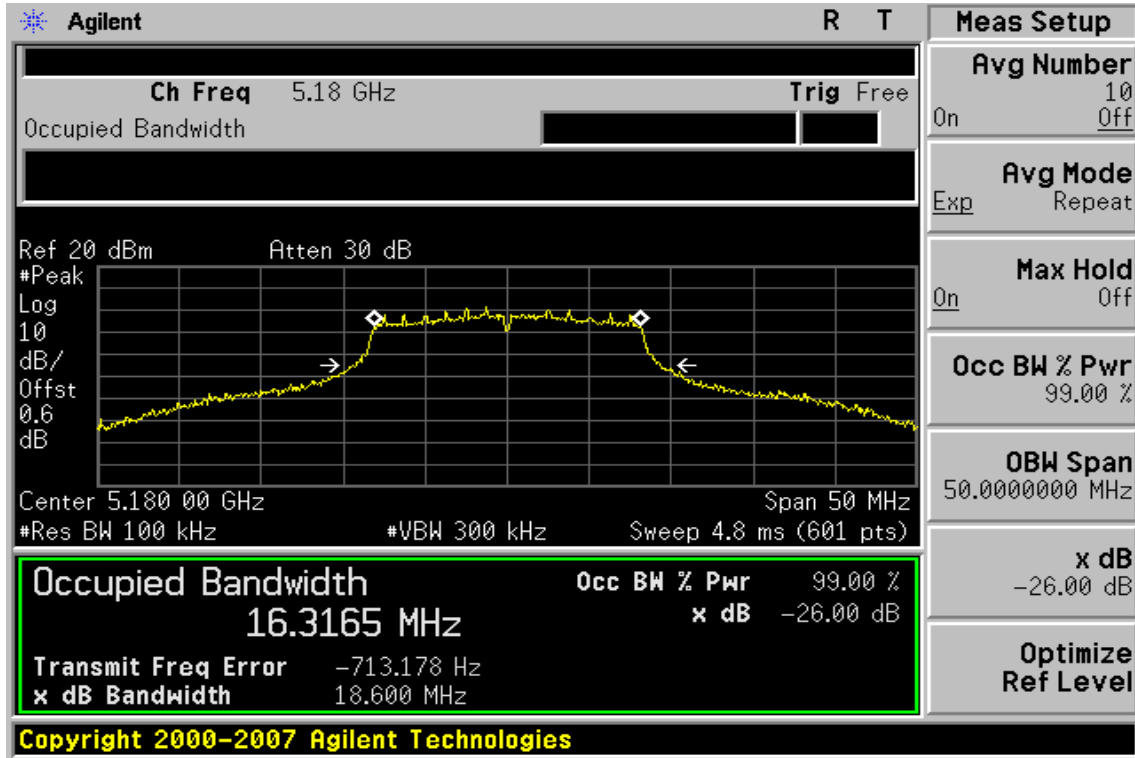 Agilent R T
Ch Freq 5.18 GHz Trig Free
Occupied Bandwidth
Ref 20 dBm Atten 30 dB
#Peak
Log
10
dB/
Offst
0.6
dB
Center 5.180 00 GHz Span 50 MHz
#Res BW 100 kHz #VBW 300 kHz Sweep 4.8 ms (601 pts)
Occupied Bandwidth Occ BW % Pwr 99.00 %
16.3165 MHz x dB -26.00 dB
Transmit Freq Error -713.178 Hz
x dB Bandwidth 18.600 MHz
Copyright 2000-2007 Agilent Technologies
Meas Setup
Avg Number
10
On Off
Avg Mode
Exp Repeat
Max Hold
On Off
Occ BW % Pwr
99.00 %
OBW Span
50.0000000 MHz
x dB
-26.00 dB
Optimize
Ref Level